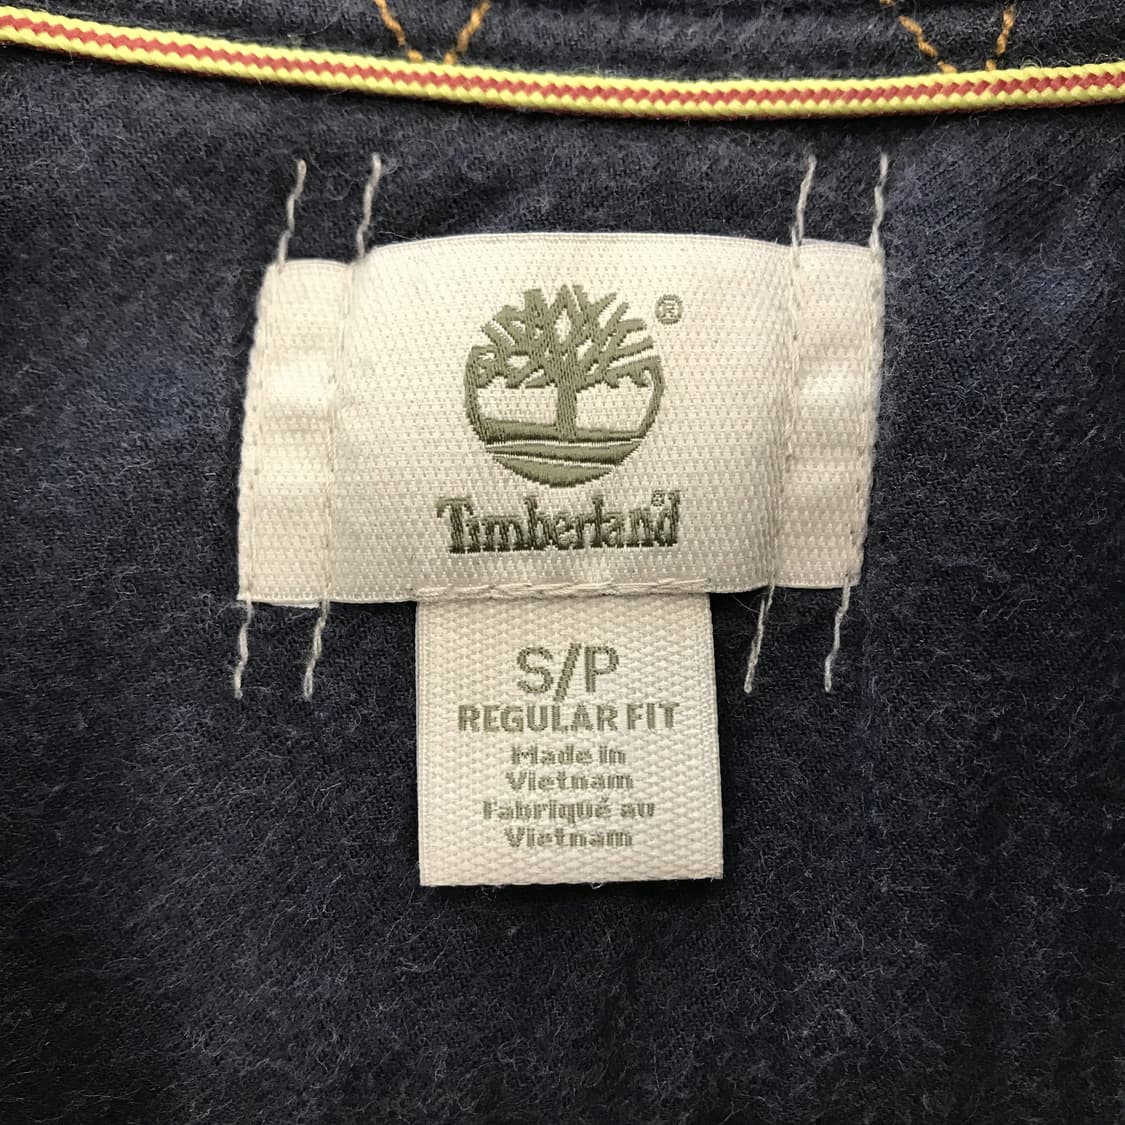 ®
Timberland®
S/P
REGULAR FIT
Made in
Vietnam
Fabriqué au
Vietnam